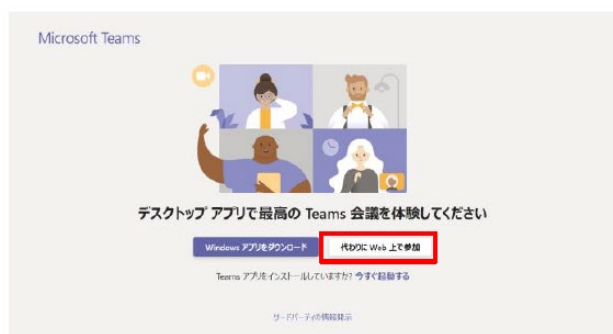 Microsoft Teams
デスクトップ アプリで最高の Teams 会議を体験してください
Windows アプリをダウンロード
代わりに Web 上で参加
Teams アプリをインストールしていますか? 今すぐ起動する
サードパーティの情報開示